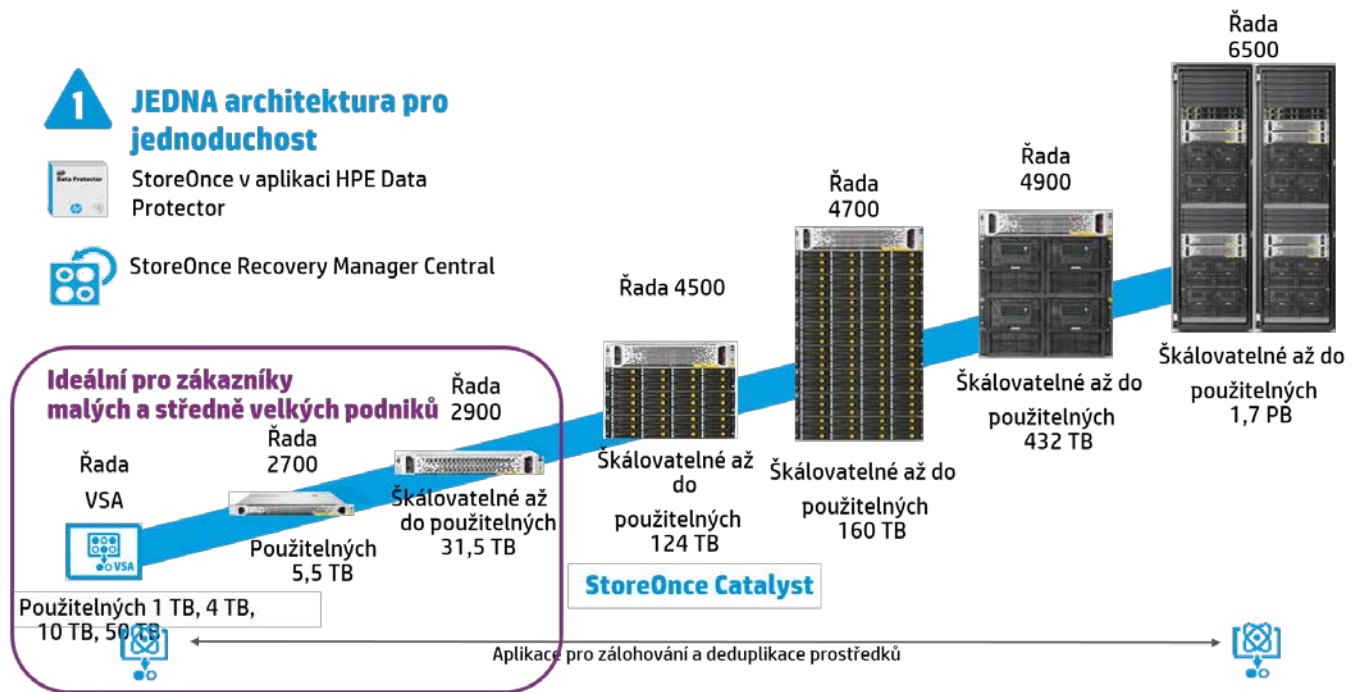 1
JEDNA architektura pro
jednoduchost
HP
Data Protector
StoreOnce v aplikaci HPE Data
Protector
StoreOnce Recovery Manager Central
Ideální pro zákazníky
malých a středně velkých podniků
Řada
VSA
VSA
Použitelných 1 TB, 4 TB,
10 TB, 50 TB
Řada
2700
Použitelných
5,5 TB
Řada
2900
Škálovatelné až
do použitelných
31,5 TB
Řada 4500
Škálovatelné až
do
použitelných
124 TB
Řada
4700
Škálovatelné až do
použitelných
160 TB
Řada
4900
Škálovatelné až do
použitelných
432 TB
Řada
6500
Škálovatelné až do
použitelných
1,7 PB
StoreOnce Catalyst
Aplikace pro zálohování a deduplikace prostředků